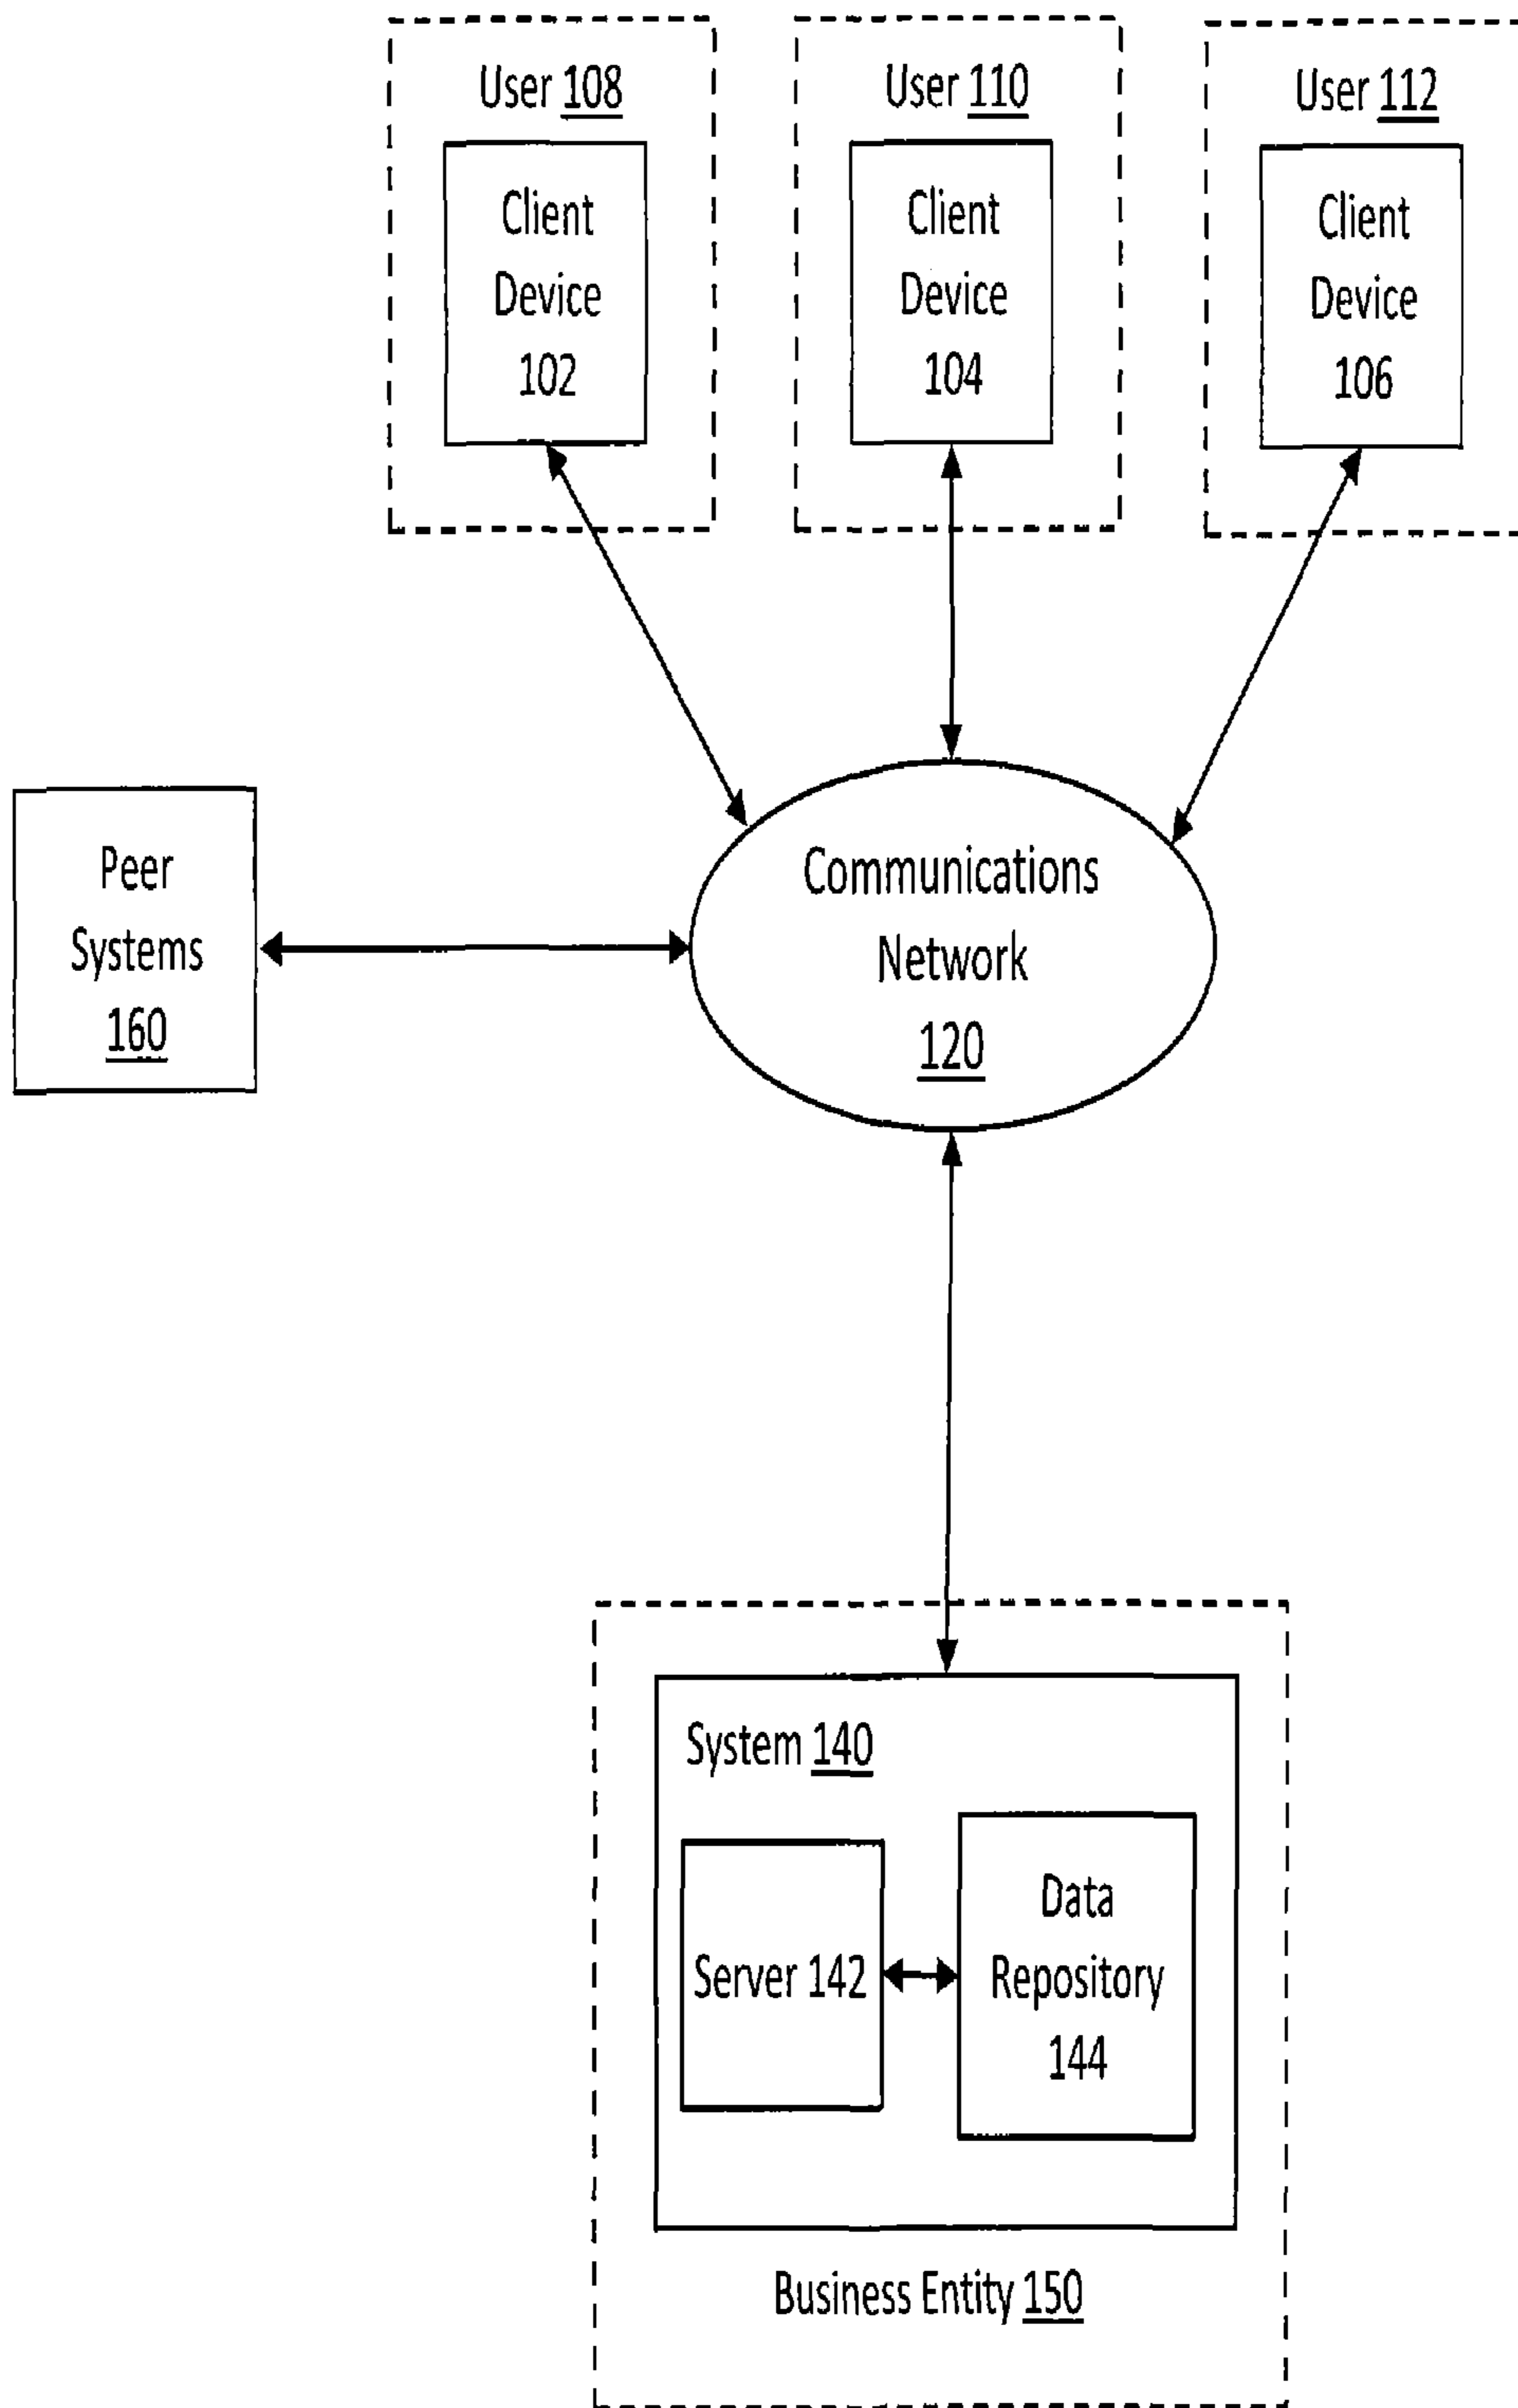 User 108
Client
Device
102
User 110
Client
Device
104
User 112
Client
Device
106
Peer
Systems
160
Communications
Network
120
System 140
Server 142
Data
Repository
144
Business Entity 150